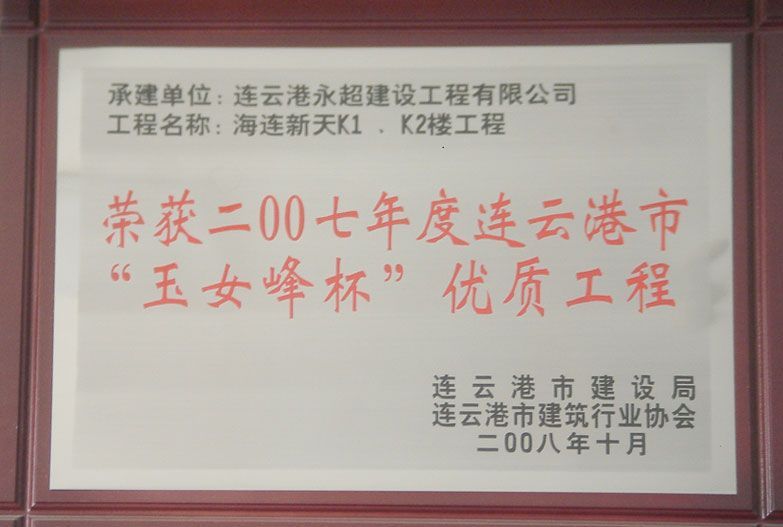 承建单位：连云港永超建设工程有限公司
工程名称：海连新天K1 、K2楼工程
荣获二00七年度连云港市
“玉女峰杯”优质工程
连云港市建设局
连云港市建筑行业协会
二00八年十月